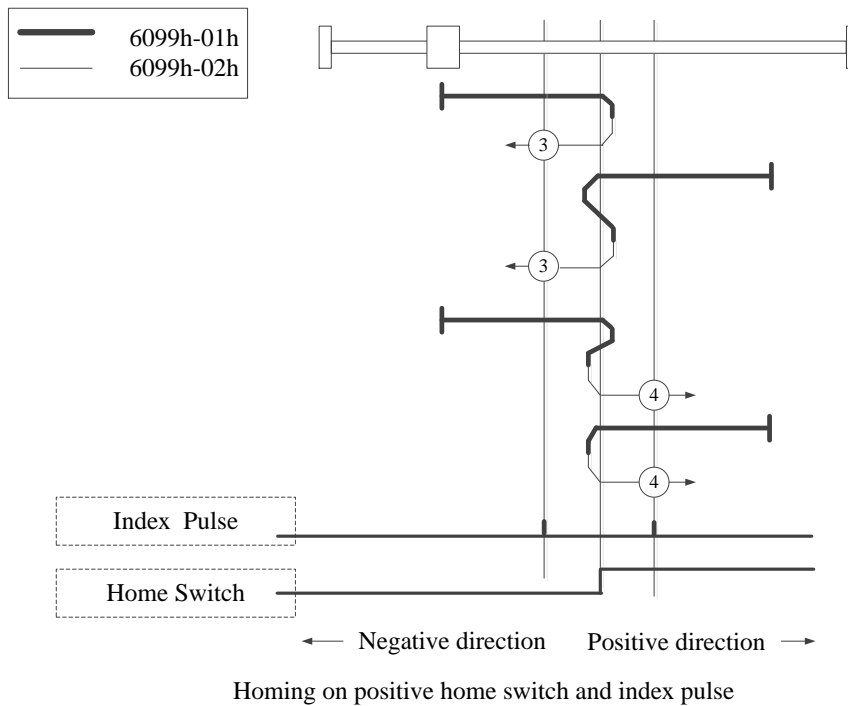 6099h-01h
6099h-02h
3
3
4
4
Index Pulse
Home Switch
Negative direction Positive direction
Homing on positive home switch and index pulse